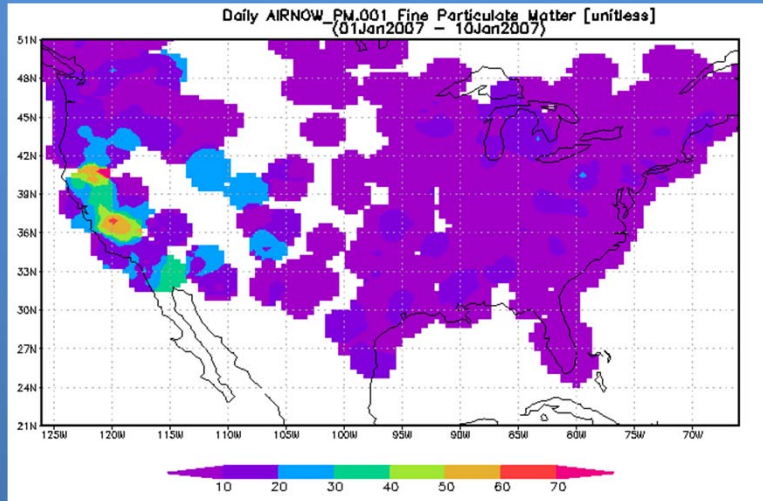 Daily AIRNOW_PM.001 Fine Particulate Matter [unitless]
(01Jan2007 – 10Jan2007)
51N
48N
45N
42N
39N
36N
33N
30N
27N
24N
21N
125W 120W 115W 110W 105W 100W 95W 90W 85W 80W 75W 70W
10 20 30 40 50 60 70